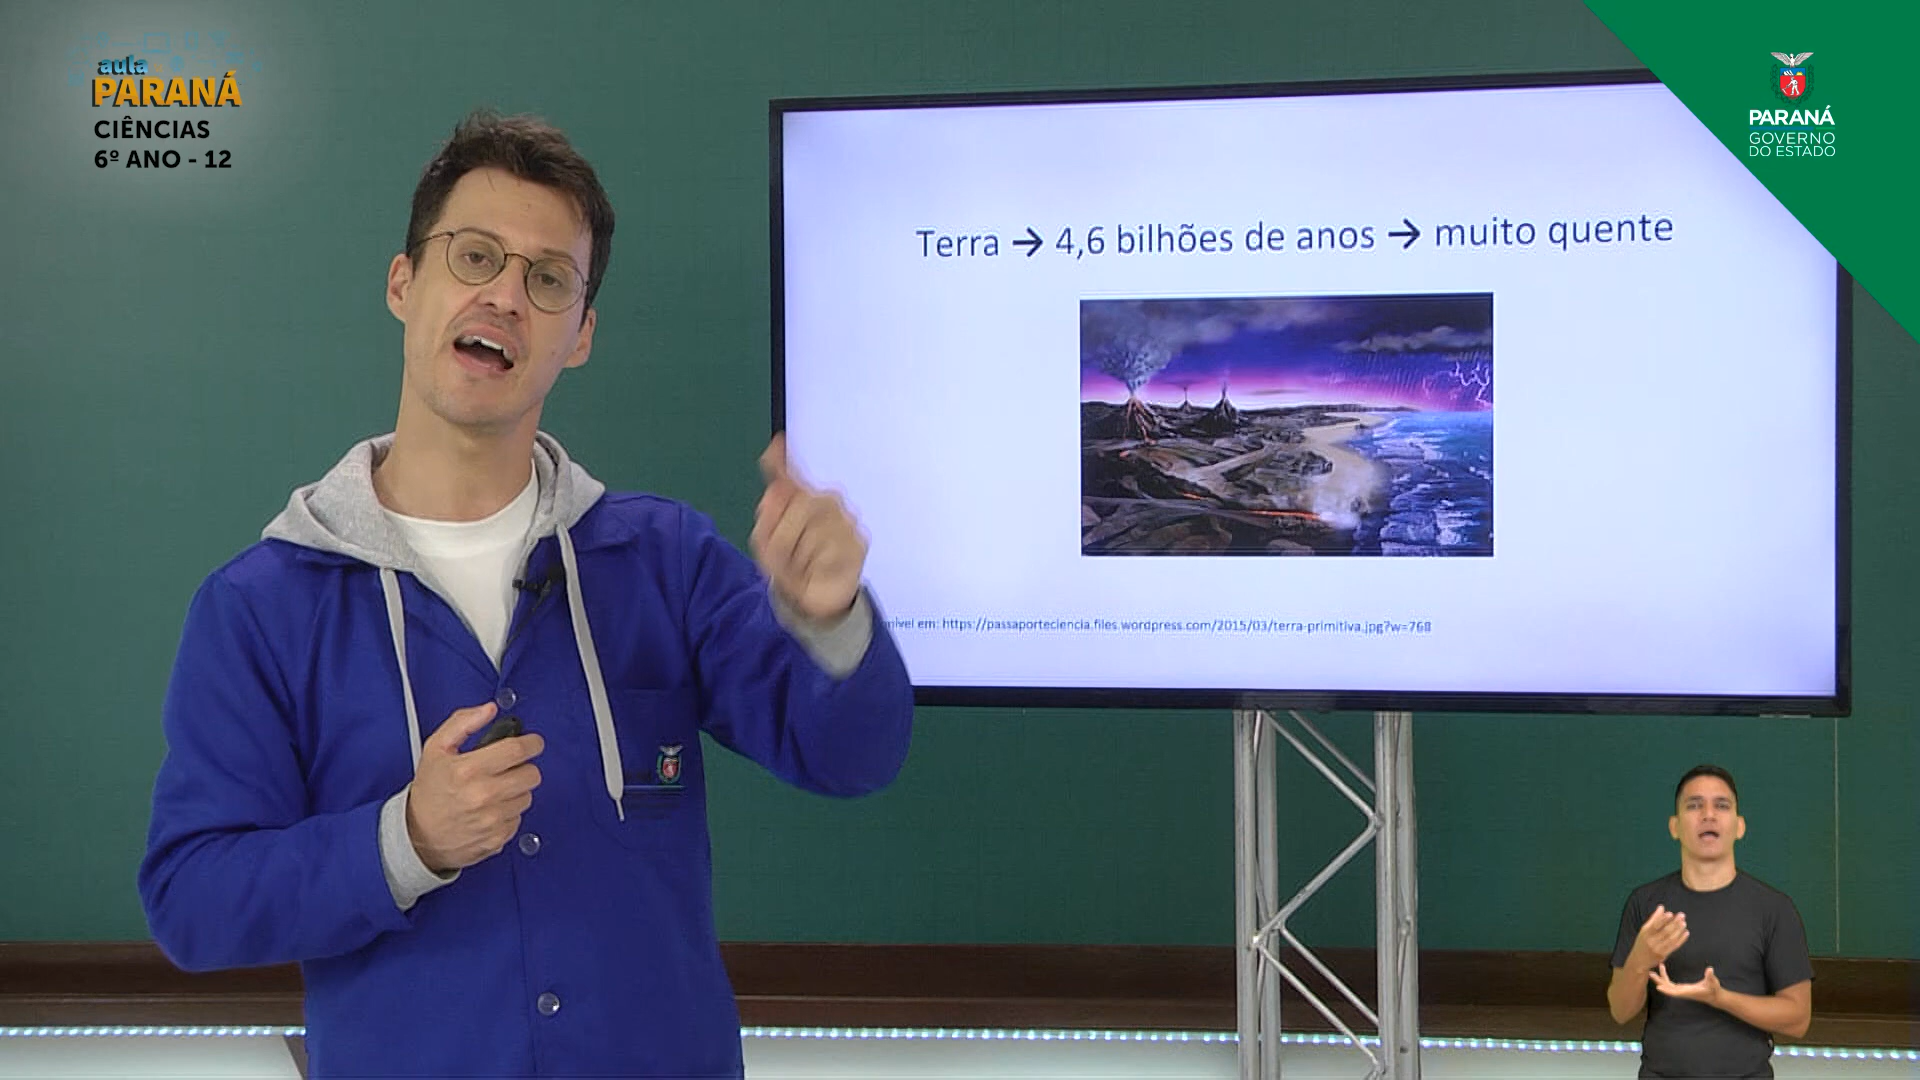 aula
PARANÁ
CIÊNCIAS
6º ANO - 12
PARANÁ
GOVERNO
DO ESTADO
Terra → 4,6 bilhões de anos → muito quente
em: https://passaporteciencia.files.wordpress.com/2015/03/terra-primitiva.jpg?w=768